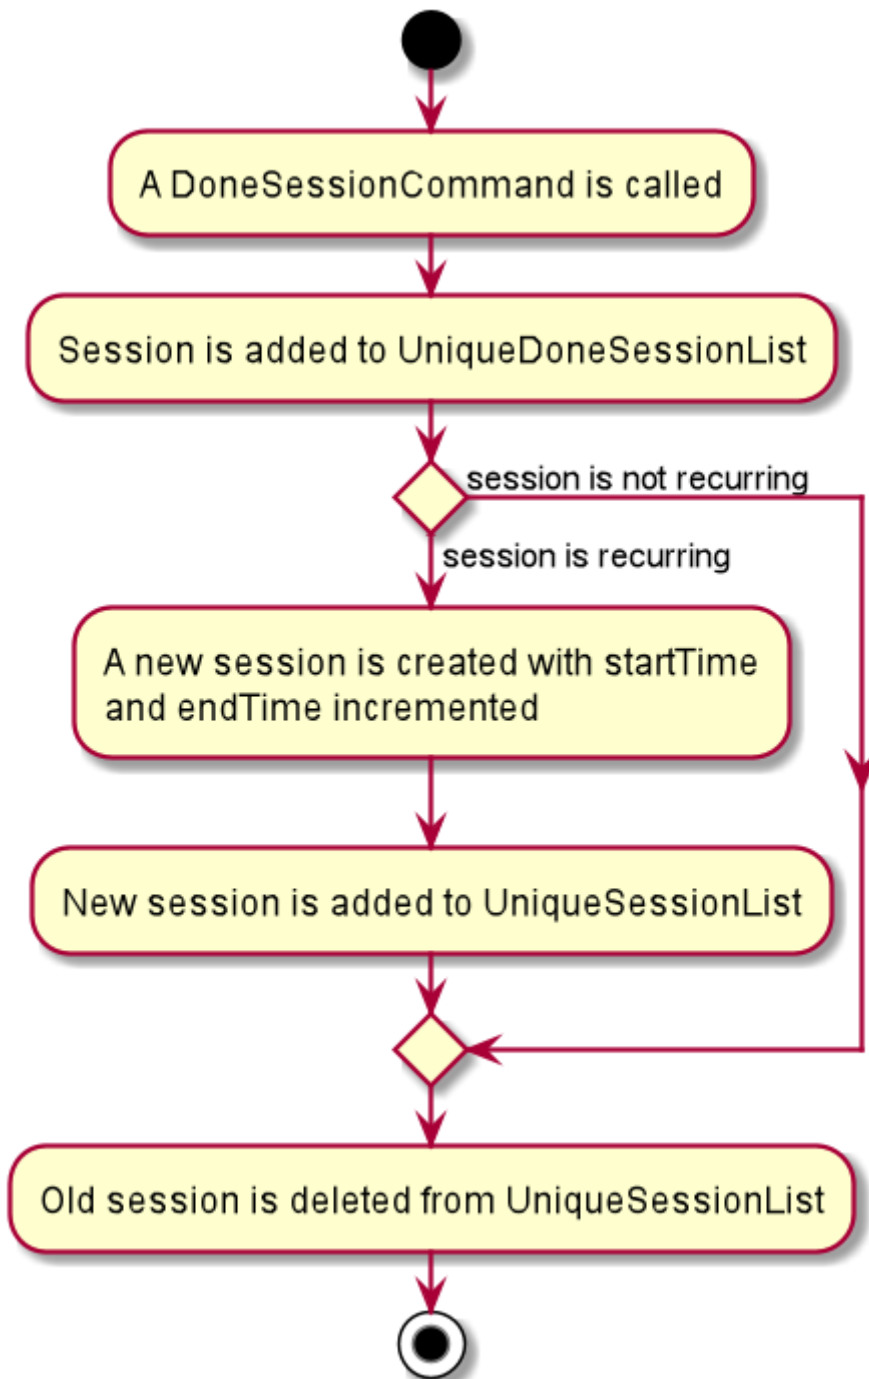 A DoneSessionCommand is called
Session is added to UniqueDoneSessionList
session is not recurring
session is recurring
A new session is created with startTime
and endTime incremented
New session is added to UniqueSessionList
Old session is deleted from UniqueSessionList